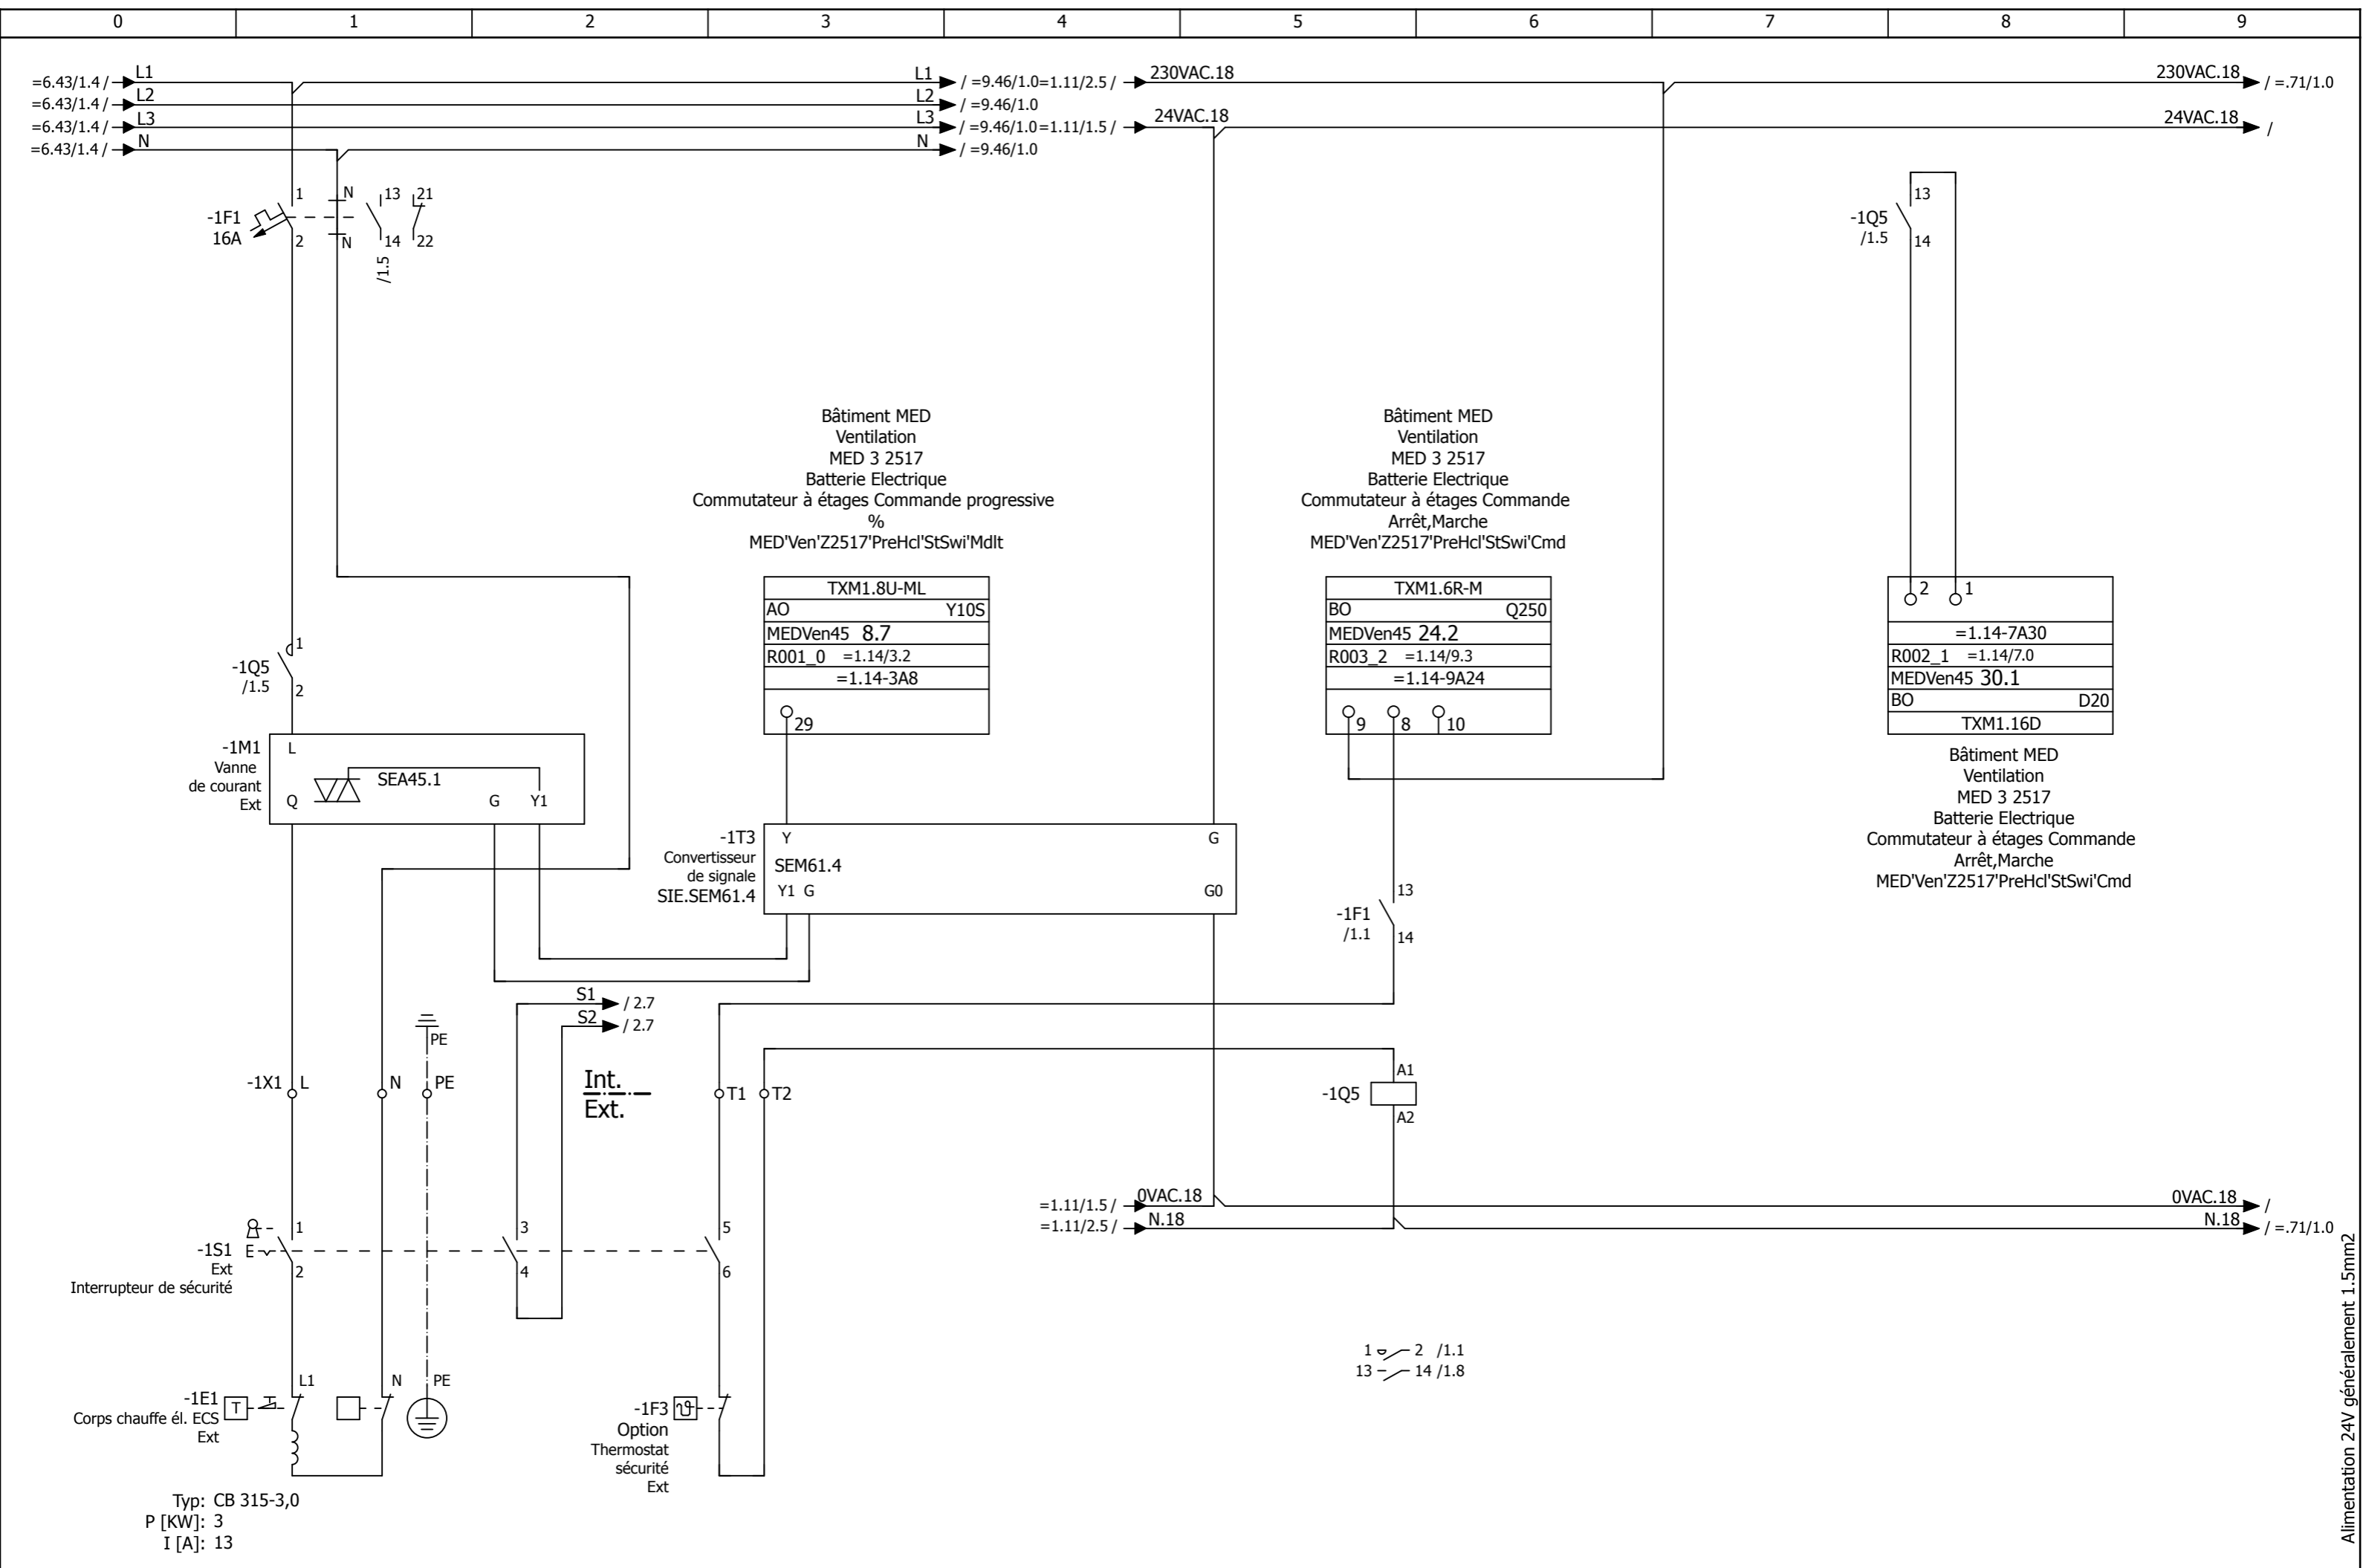 0 1 2 3 4 5 6 7 8 9
=6.43/1.4 / L1 L1 / =9.46/1.0 =1.11/2.5 / 230VAC.18 230VAC.18 / =.71/1.0
=6.43/1.4 / L2 L2 / =9.46/1.0
=6.43/1.4 / L3 L3 / =9.46/1.0 =1.11/1.5 / 24VAC.18 24VAC.18 /
=6.43/1.4 / N N / =9.46/1.0
-1F1
16A
1
2
N
N
13
14
21
22
/1.5
-1Q5
/1.5
13
14
Bâtiment MED
Ventilation
MED 3 2517
Batterie Electrique
Commutateur à étages Commande progressive
%
MED'Ven'Z2517'PreHcl'StSwi'Mdlt
TXM1.8U-ML
AO Y10S
MEDVen45 8.7
R001_0 =1.14/3.2
=1.14-3A8
29
Bâtiment MED
Ventilation
MED 3 2517
Batterie Electrique
Commutateur à étages Commande
Arrêt,Marche
MED'Ven'Z2517'PreHcl'StSwi'Cmd
TXM1.6R-M
BO Q250
MEDVen45 24.2
R003_2 =1.14/9.3
=1.14-9A24
9 8 10
2 1
=1.14-7A30
R002_1 =1.14/7.0
MEDVen45 30.1
BO D20
TXM1.16D
Bâtiment MED
Ventilation
MED 3 2517
Batterie Electrique
Commutateur à étages Commande
Arrêt,Marche
MED'Ven'Z2517'PreHcl'StSwi'Cmd
-1Q5
/1.5
1
2
-1M1
Vanne
de courant
Ext
L
Q
SEA45.1
G Y1
-1T3
Convertisseur
de signale
SIE.SEM61.4
Y G
SEM61.4
Y1 G G0
-1F1
/1.1
13
14
S1 / 2.7
S2 / 2.7
PE
-1X1 L N PE
Int.
Ext.
T1 T2
-1Q5
A1
A2
=1.11/1.5 / 0VAC.18 0VAC.18 /
=1.11/2.5 / N.18 N.18 / =.71/1.0
-1S1
Ext
Interrupteur de sécurité
E
1
2
3
4
5
6
1 2 /1.1
13 14 /1.8
-1E1
Corps chauffe él. ECS
Ext
T
L1 N PE
-1F3
Option
Thermostat
sécurité
Ext
Typ: CB 315-3,0
P [KW]: 3
I [A]: 13
Alimentation 24V généralement 1.5mm2